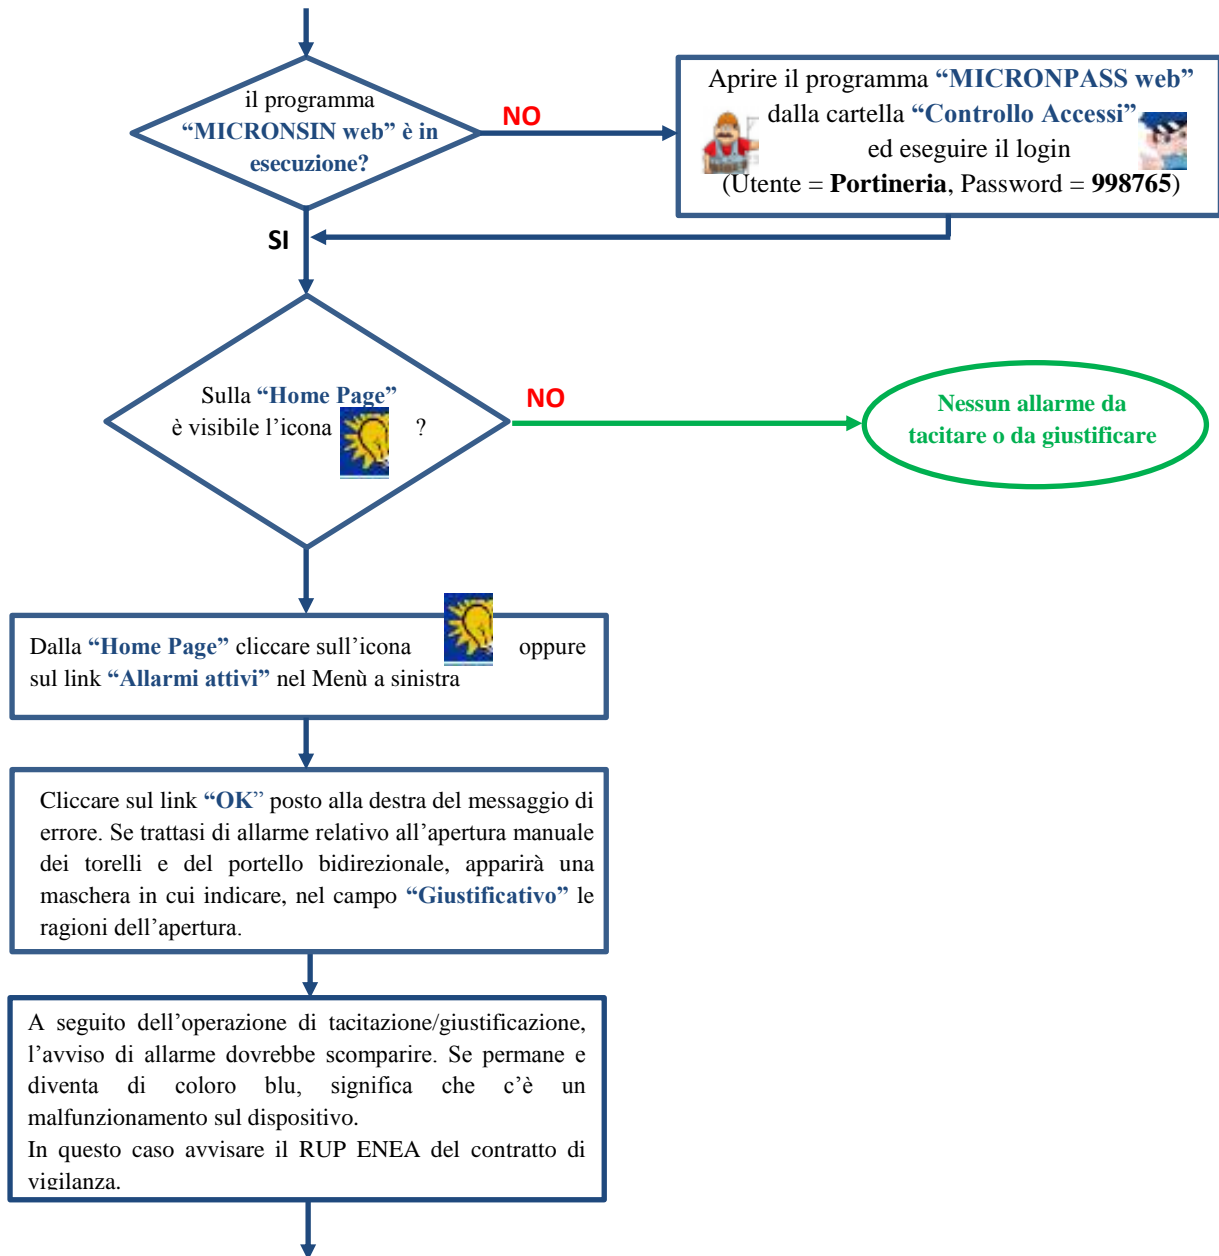 il programma
“MICRONSIN web” è in
esecuzione?
NO
Aprire il programma “MICRONPASS web”
dalla cartella “Controllo Accessi”
ed eseguire il login
(Utente = Portineria, Password = 998765)
SI
Sulla “Home Page”
è visibile l’icona ?
NO
Nessun allarme da
tacitare o da giustificare
Dalla “Home Page” cliccare sull’icona oppure
sul link “Allarmi attivi” nel Menù a sinistra
Cliccare sul link “OK” posto alla destra del messaggio di
errore. Se trattasi di allarme relativo all’apertura manuale
dei torelli e del portello bidirezionale, apparirà una
maschera in cui indicare, nel campo “Giustificativo” le
ragioni dell’apertura.
A seguito dell’operazione di tacitazione/giustificazione,
l’avviso di allarme dovrebbe scomparire. Se permane e
diventa di coloro blu, significa che c’è un
malfunzionamento sul dispositivo.
In questo caso avvisare il RUP ENEA del contratto di
vigilanza.